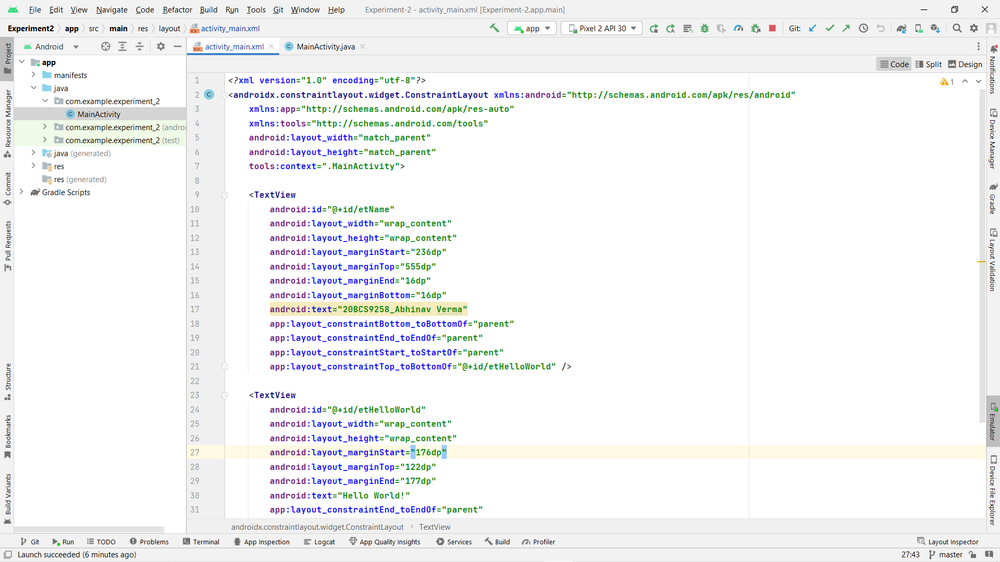 File Edit View Navigate Code Refactor Build Run Tools Git Window Help Experiment-2 - activity_main.xml [Experiment-2.app.main]
Experiment2 app src main res layout activity_main.xml app Pixel 2 API 30 Git:
Android activity_main.xml MainActivity.java
Code Split Design
app
manifests
java
com.example.experiment_2
MainActivity
com.example.experiment_2 (androi
com.example.experiment_2 (test)
java (generated)
res
res (generated)
Gradle Scripts
1 <?xml version="1.0" encoding="utf-8"?>
2 <androidx.constraintlayout.widget.ConstraintLayout xmlns:android="http://schemas.android.com/apk/res/android"
3 xmlns:app="http://schemas.android.com/apk/res-auto"
4 xmlns:tools="http://schemas.android.com/tools"
5 android:layout_width="match_parent"
6 android:layout_height="match_parent"
7 tools:context=".MainActivity">
8
9 <TextView
10 android:id="@+id/etName"
11 android:layout_width="wrap_content"
12 android:layout_height="wrap_content"
13 android:layout_marginStart="236dp"
14 android:layout_marginTop="555dp"
15 android:layout_marginEnd="16dp"
16 android:layout_marginBottom="16dp"
17 android:text="20BCS9258_Abhinav Verma"
18 app:layout_constraintBottom_toBottomOf="parent"
19 app:layout_constraintEnd_toEndOf="parent"
20 app:layout_constraintStart_toStartOf="parent"
21 app:layout_constraintTop_toBottomOf="@+id/etHelloWorld" />
22
23 <TextView
24 android:id="@+id/etHelloWorld"
25 android:layout_width="wrap_content"
26 android:layout_height="wrap_content"
27 android:layout_marginStart="176dp"
28 android:layout_marginTop="122dp"
29 android:layout_marginEnd="177dp"
30 android:text="Hello World!"
31 app:layout_constraintEnd_toEndOf="parent"
1
androidx.constraintlayout.widget.ConstraintLayout TextView
Project
Resource Manager
Commit
Pull Requests
Structure
Bookmarks
Build Variants
Notifications
Device Manager
Gradle
Layout Validation
Emulator
Device File Explorer
Git Run TODO Problems Terminal App Inspection Logcat App Quality Insights Services Build Profiler Layout Inspector
Launch succeeded (6 minutes ago) 27:43 master